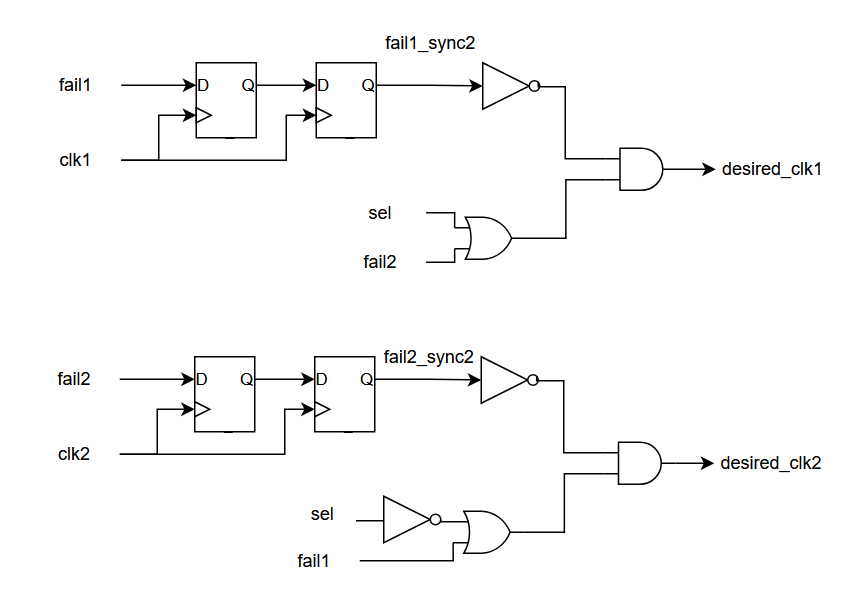 fail1_sync2
fail1
D Q D Q
clk1
desired_clk1
sel
fail2
fail2_sync2
fail2
D Q D Q
clk2
desired_clk2
sel
fail1